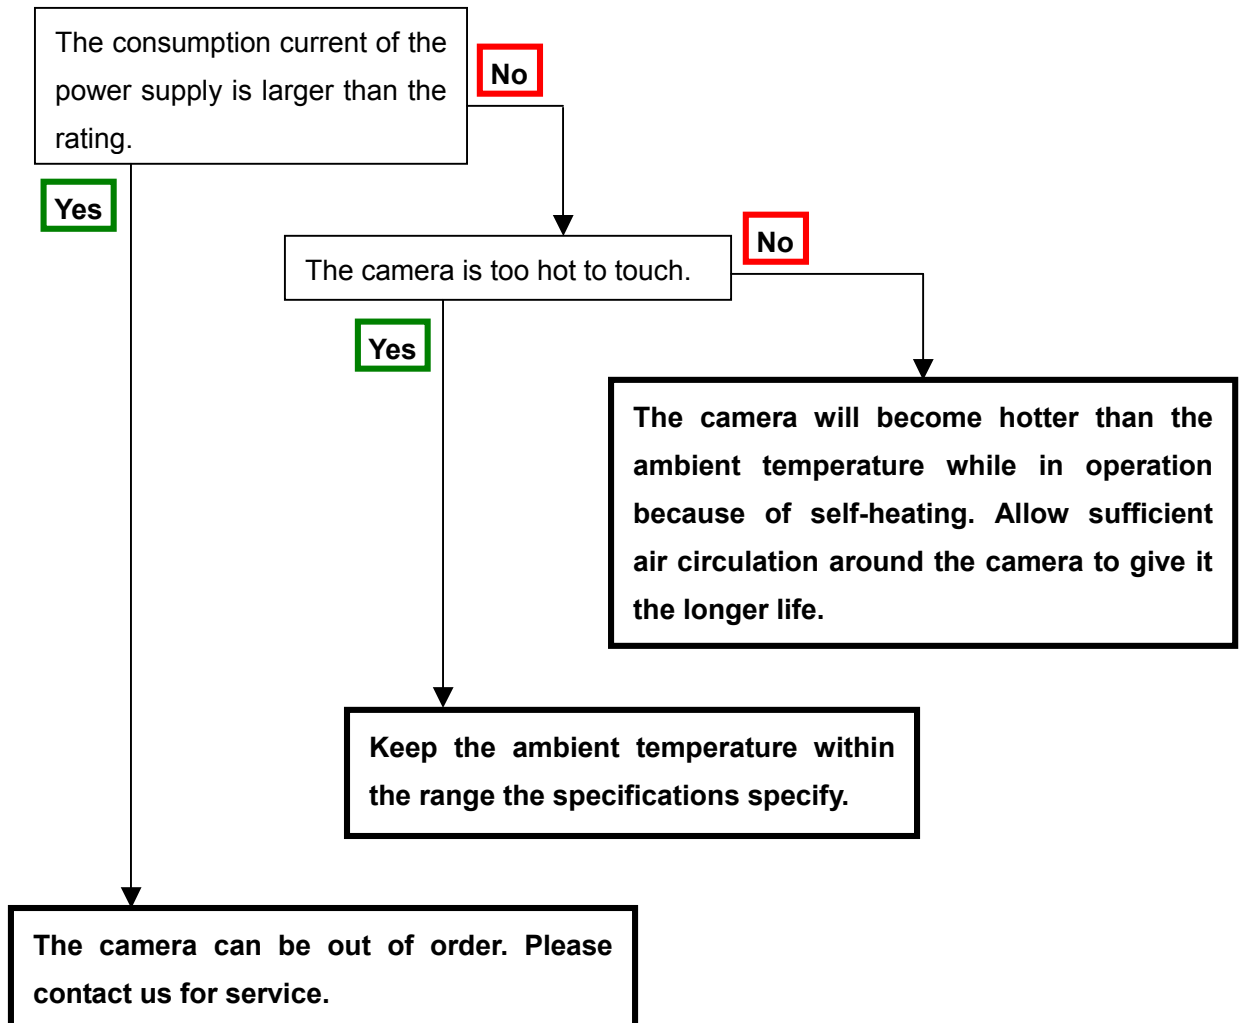 The consumption current of the
power supply is larger than the
rating.
No
Yes
The camera is too hot to touch.
No
Yes
The camera will become hotter than the
ambient temperature while in operation
because of self-heating. Allow sufficient
air circulation around the camera to give it
the longer life.
Keep the ambient temperature within
the range the specifications specify.
The camera can be out of order. Please
contact us for service.